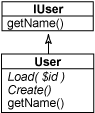 IUser
getName()
User
Load( $id )
Create()
getName()